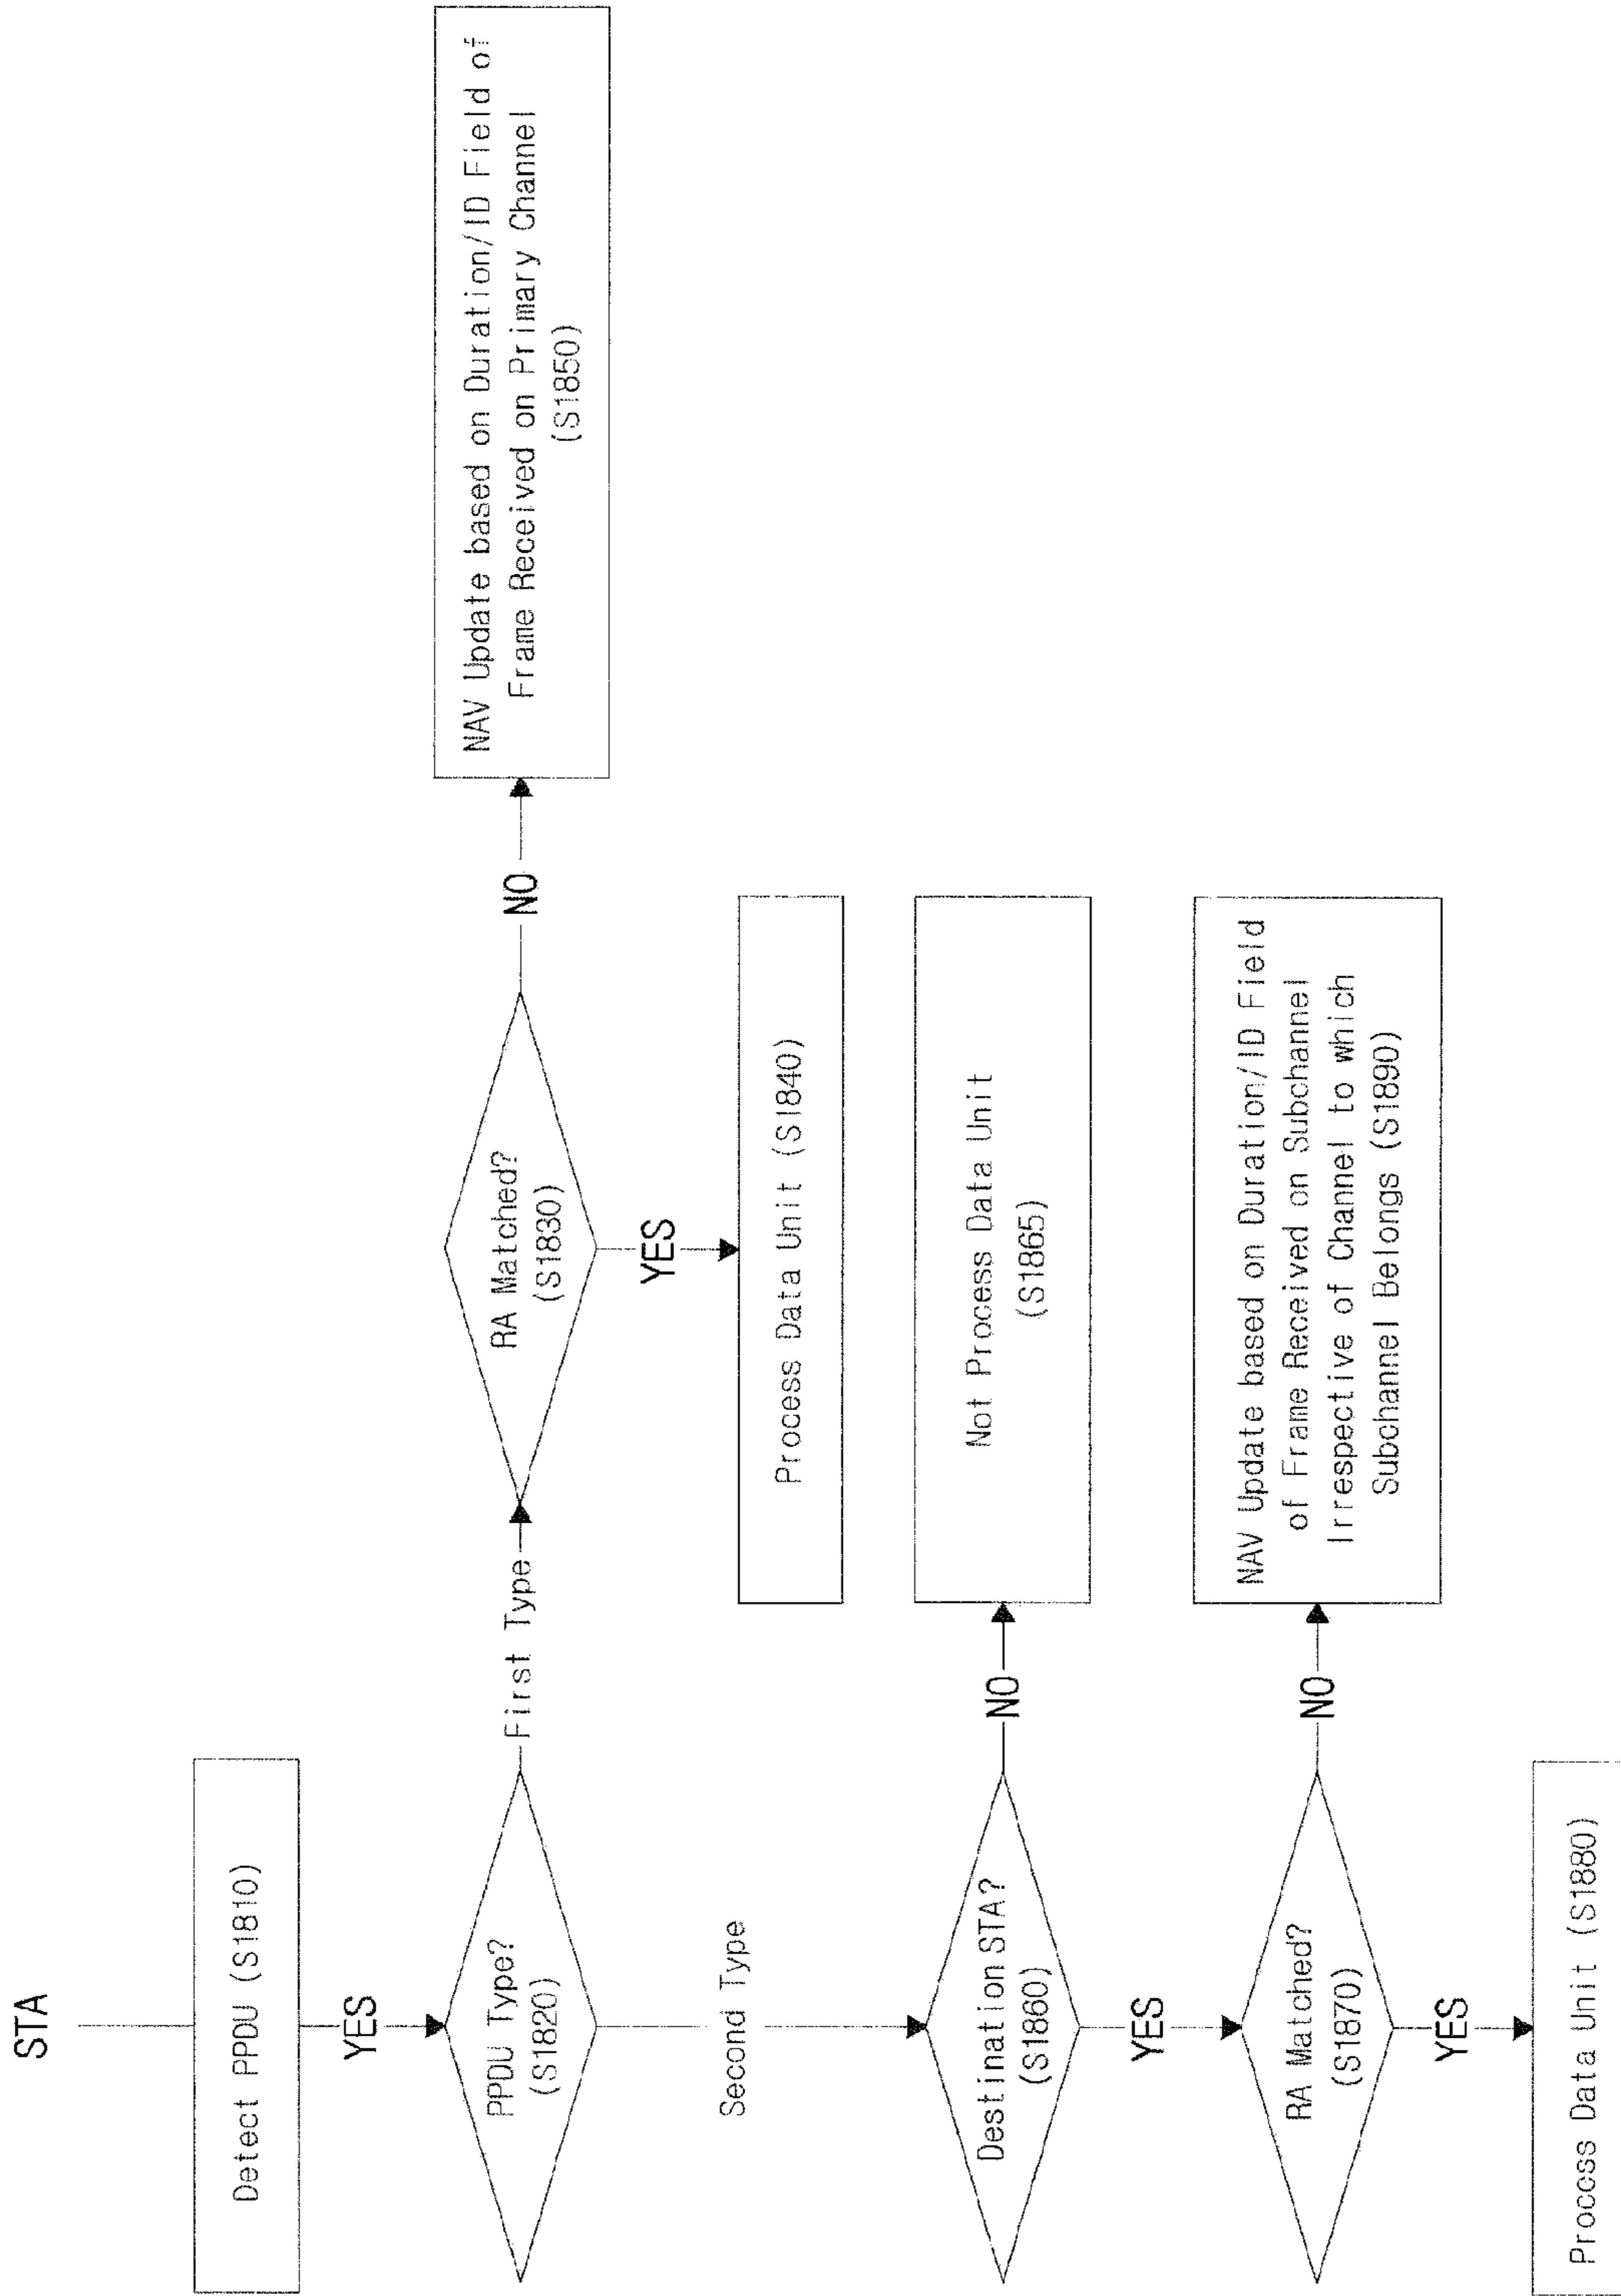 STA
Detect PPDU (S1810)
YES
PPDU Type?
(S1820)
First Type
RA Matched?
(S1830)
NO
NAV Update based on Duration/ID Field of
Frame Received on Primary Channel
(S1850)
YES
Process Data Unit (S1840)
Second Type
Destination STA?
(S1860)
NO
Not Process Data Unit
(S1865)
YES
RA Matched?
(S1870)
NO
NAV Update based on Duration/ID Field
of Frame Received on Subchannel
Irrespective of Channel to which
Subchannel Belongs (S1890)
YES
Process Data Unit (S1880)